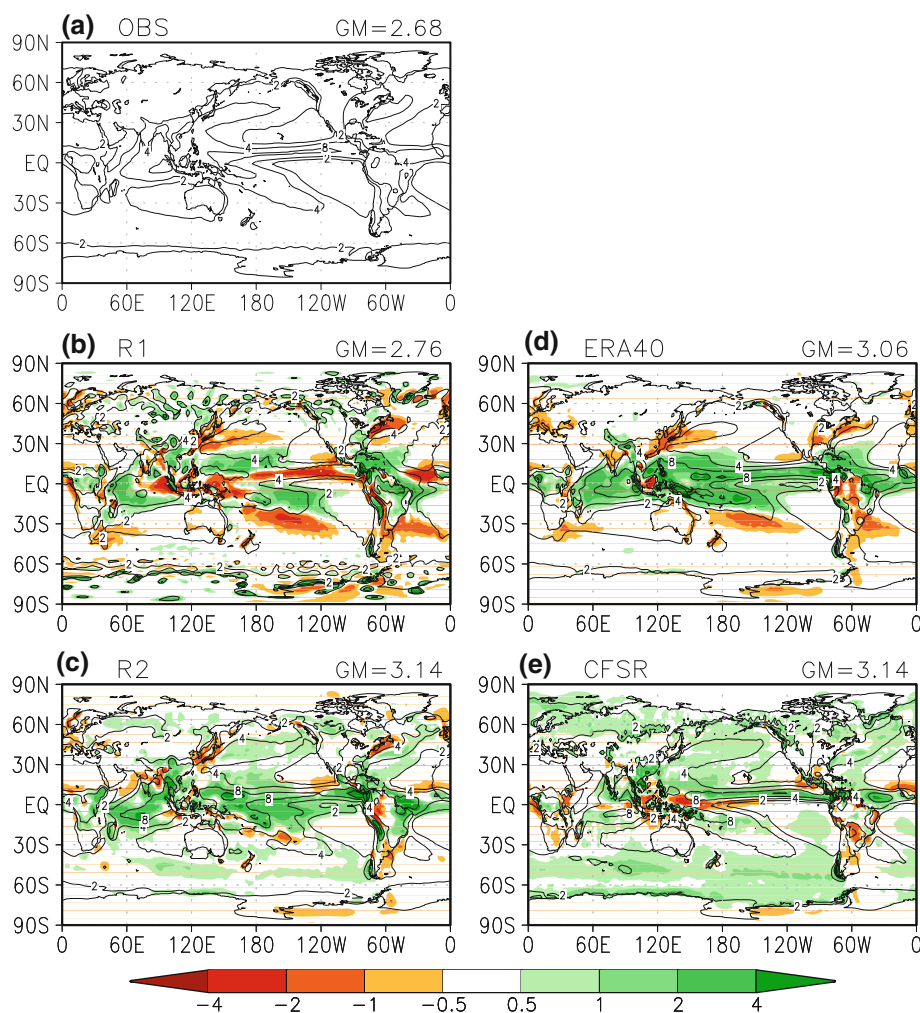 (a) OBS GM=2.68
90N
60N
30N
EQ
30S
60S
90S
0 60E 120E 180 120W 60W 0
(b) R1 GM=2.76
90N
60N
30N
EQ
30S
60S
90S
0 60E 120E 180 120W 60W 0
(d) ERA40 GM=3.06
90N
60N
30N
EQ
30S
60S
90S
0 60E 120E 180 120W 60W 0
(c) R2 GM=3.14
90N
60N
30N
EQ
30S
60S
90S
0 60E 120E 180 120W 60W 0
(e) CFSR GM=3.14
90N
60N
30N
EQ
30S
60S
90S
0 60E 120E 180 120W 60W 0
−4 −2 −1 −0.5 0.5 1 2 4